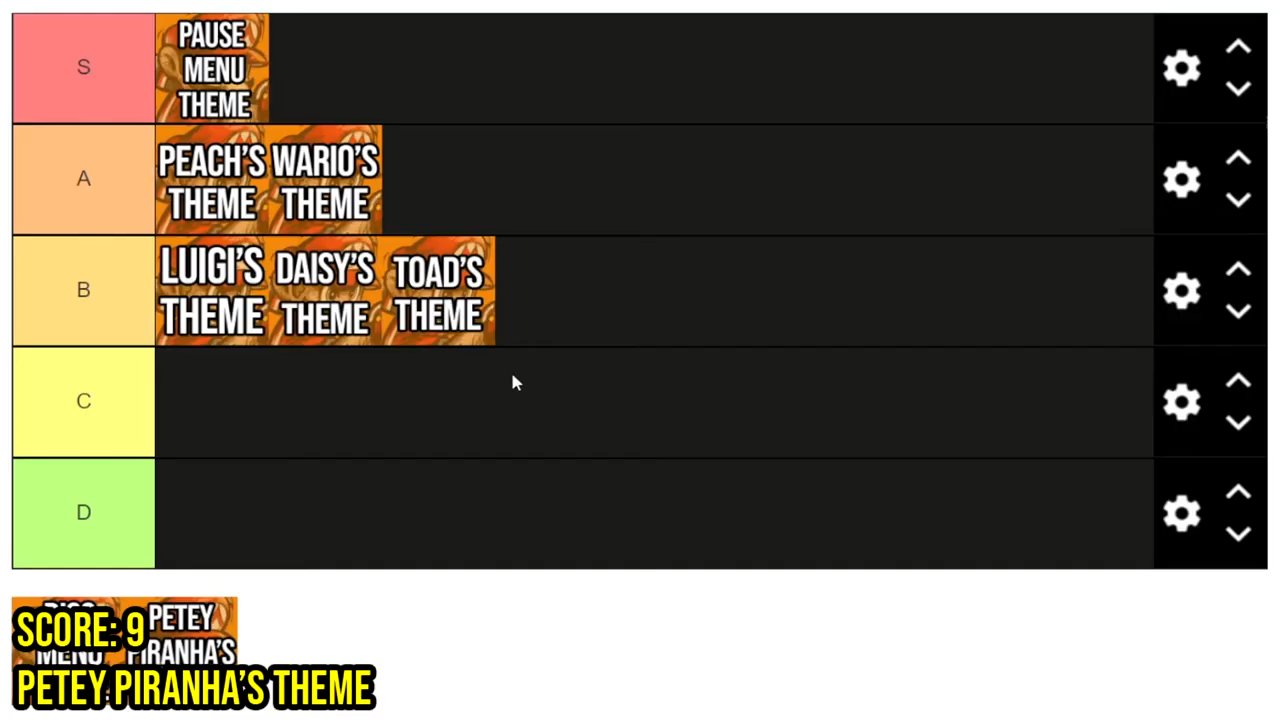 S
PAUSE
MENU
THEME
A
PEACH'S
THEME
WARIO'S
THEME
B
LUIGI'S
THEME
DAISY'S
THEME
TOAD'S
THEME
C
D
MENU
PETEY
PIRANHA'S
SCORE: 9
PETEY PIRANHA'S THEME